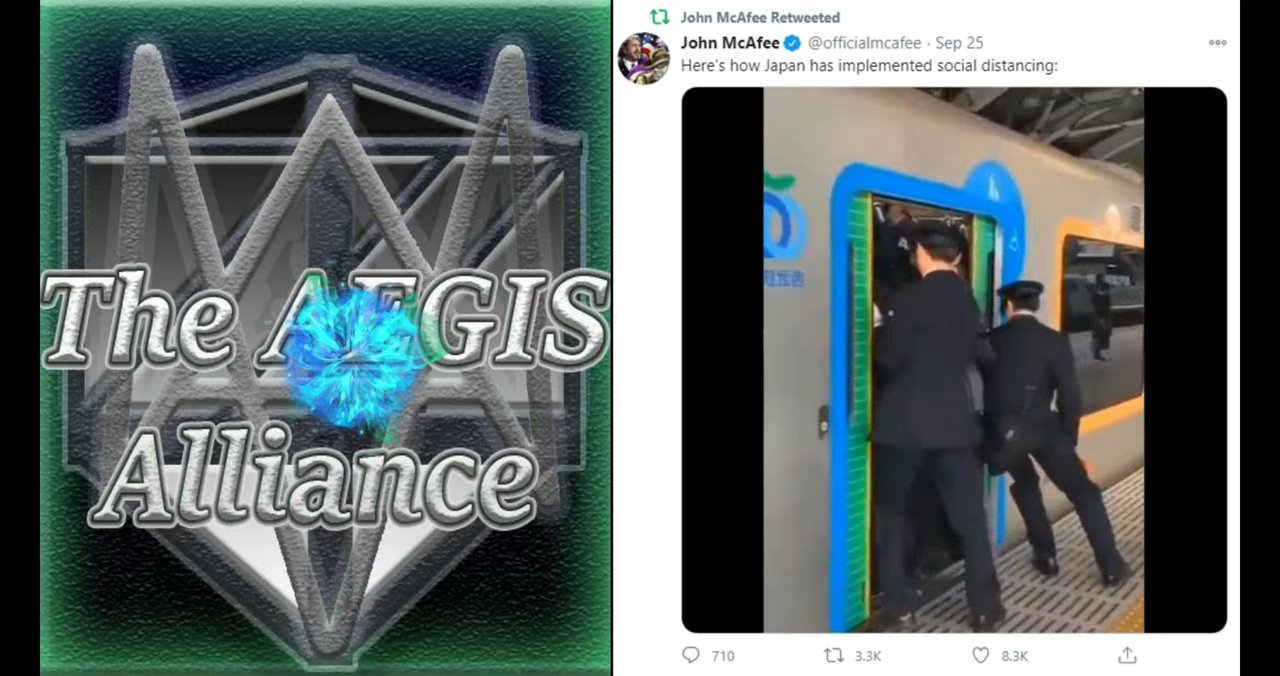 The AEGIS
Alliance
John McAfee Retweeted
John McAfee @officialmcafee · Sep 25
Here's how Japan has implemented social distancing:
710 3.3K 8.3K